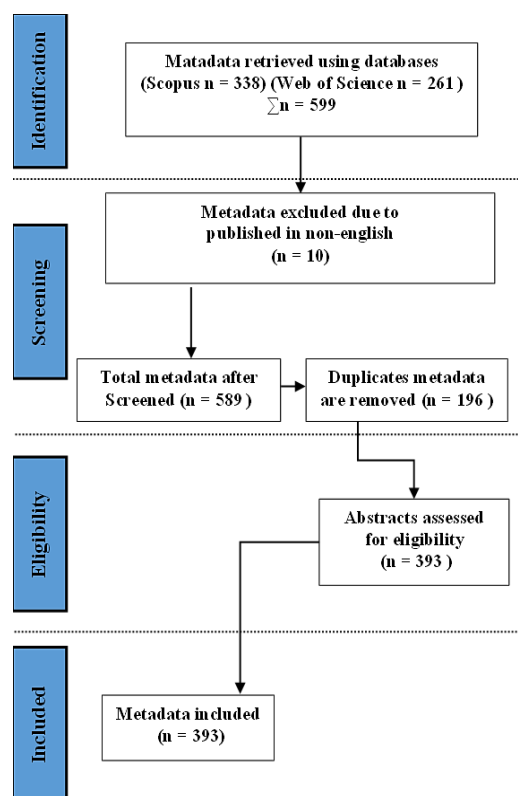 Identification
Matadata retrieved using databases
(Scopus n = 338) (Web of Science n = 261 )
∑n = 599
Screening
Metadata excluded due to
published in non-english
(n = 10)
Total metadata after
Screened (n = 589 )
Duplicates metadata
are removed (n = 196 )
Eligibility
Abstracts assessed
for eligibility
(n = 393 )
Included
Metadata included
(n = 393)